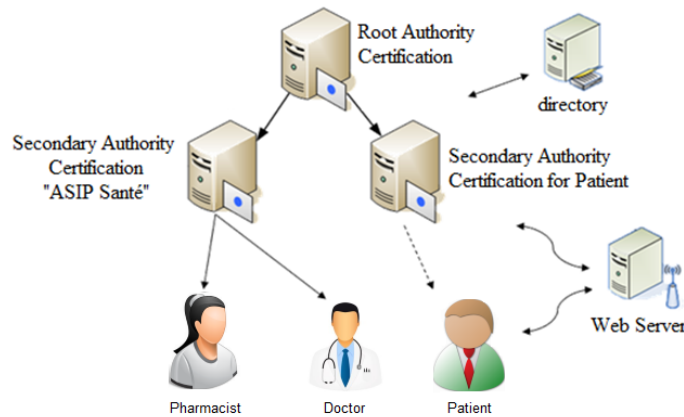 Root Authority
Certification
directory
Secondary Authority
Certification
"ASIP Santé"
Secondary Authority
Certification for Patient
Web Server
Pharmacist
Doctor
Patient